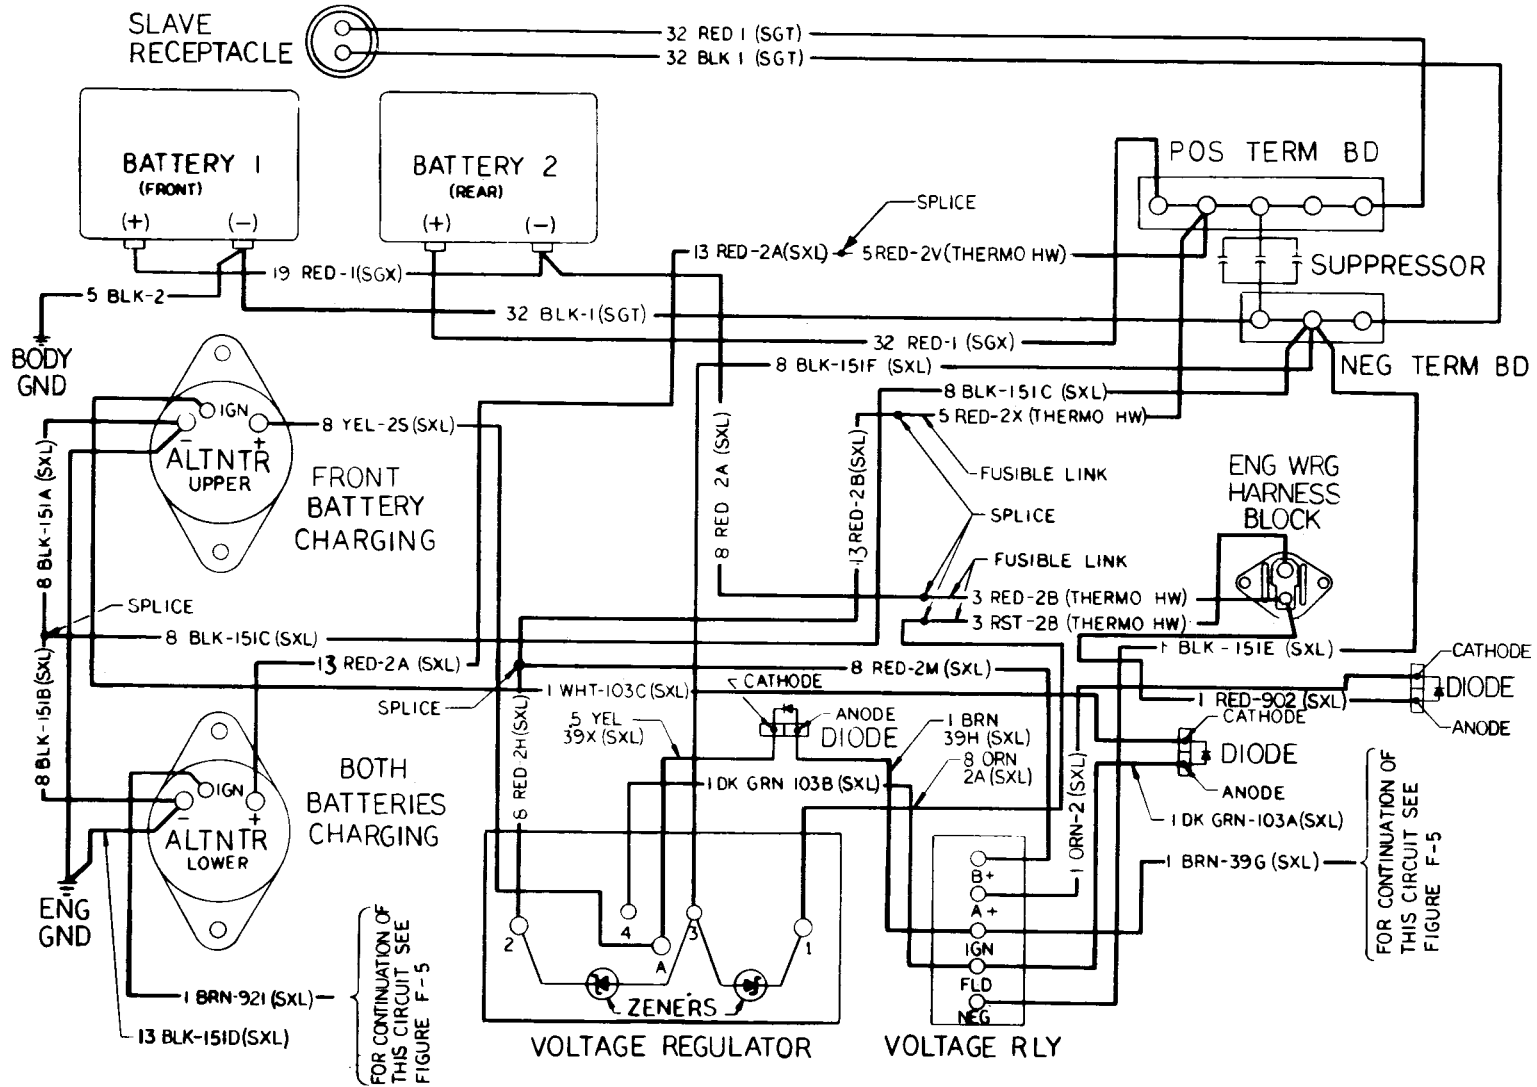 SLAVE
RECEPTACLE
32 RED 1 (SGT)
32 BLK 1 (SGT)
BATTERY 1
(FRONT)
(+) (-)
BATTERY 2
(REAR)
(+) (-)
POS TERM BD
SPLICE
13 RED-2A(SXL)
5 RED-2V(THERMO HW)
19 RED-1(SGX)
SUPPRESSOR
5 BLK-2
32 BLK-1(SGT)
BODY
GND
32 RED-1 (SGX)
NEG TERM BD
8 BLK-151F (SXL)
8 BLK-151C (SXL)
5 RED-2X(THERMO HW)
IGN
- +
ALTNTR
UPPER
8 YEL-2S(SXL)
FRONT
BATTERY
CHARGING
8 BLK-151A (SXL)
8 RED 2A (SXL)
13 RED-2B(SXL)
FUSIBLE LINK
SPLICE
ENG WRG
HARNESS
BLOCK
FUSIBLE LINK
3 RED-2B (THERMO HW)
3 RST-2B (THERMO HW)
SPLICE
8 BLK-151C(SXL)
13 RED-2A (SXL)
8 RED-2M(SXL)
1 BLK-151E (SXL)
CATHODE
DIODE
ANODE
1 WHT-103C(SXL)
CATHODE
1 RED-902 (SXL)
SPLICE
8 BLK-151B(SXL)
8 RED-2H(SXL)
5 YEL
39X(SXL)
ANODE
DIODE
1 BRN
39H (SXL)
8 ORN
2A(SXL)
CATHODE
DIODE
ANODE
1 DK GRN 103B(SXL)
1 ORN-2 (SXL)
1 DK GRN-103A(SXL)
IGN
- +
ALTNTR
LOWER
BOTH
BATTERIES
CHARGING
1 BRN-39G(SXL)
FOR CONTINUATION OF
THIS CIRCUIT SEE
FIGURE F-5
B+
A+
IGN
FLD
NEG
ENG
GND
2 4 A 3 1
ZENERS
1 BRN-921(SXL)
13 BLK-151D(SXL)
FOR CONTINUATION OF
THIS CIRCUIT SEE
FIGURE F-5
VOLTAGE REGULATOR
VOLTAGE RLY